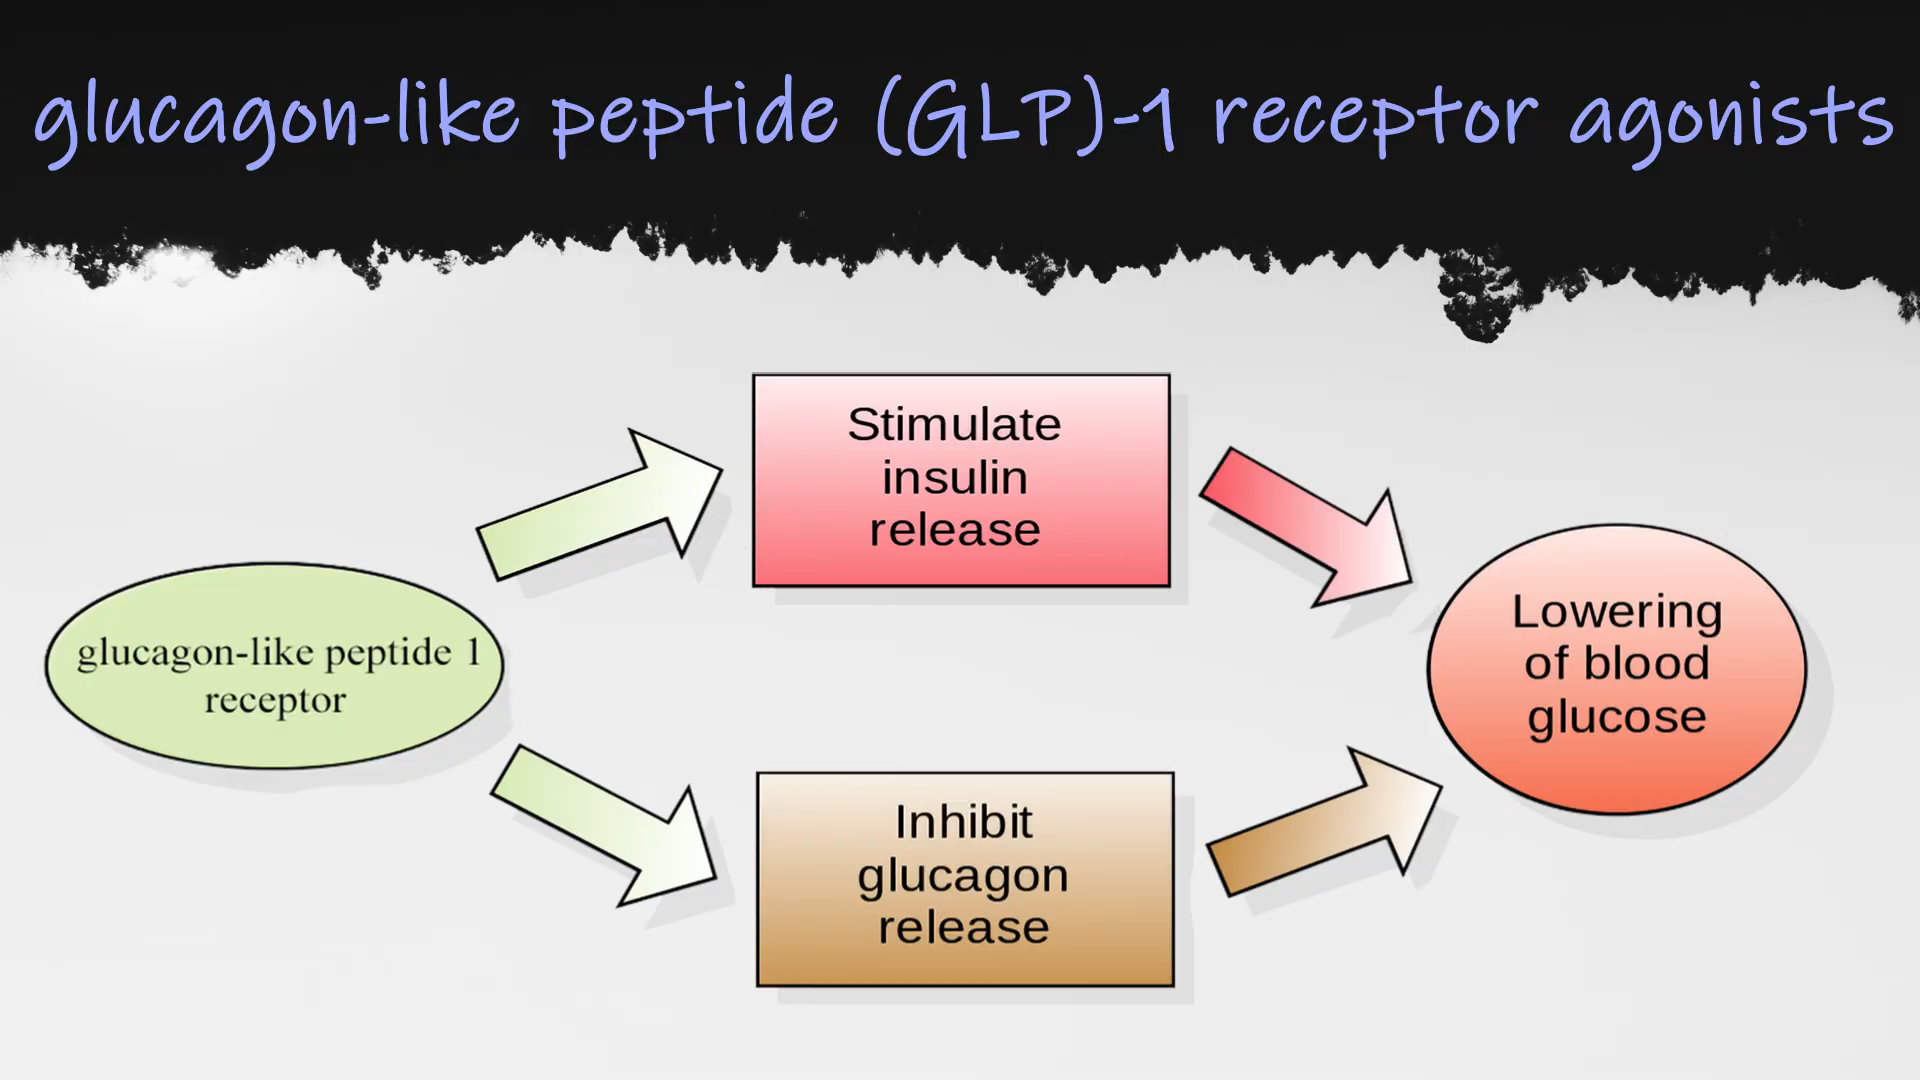 glucagon-like peptide (GLP)-1 receptor agonists
Stimulate
insulin
release
glucagon-like peptide 1
receptor
Lowering
of blood
glucose
Inhibit
glucagon
release